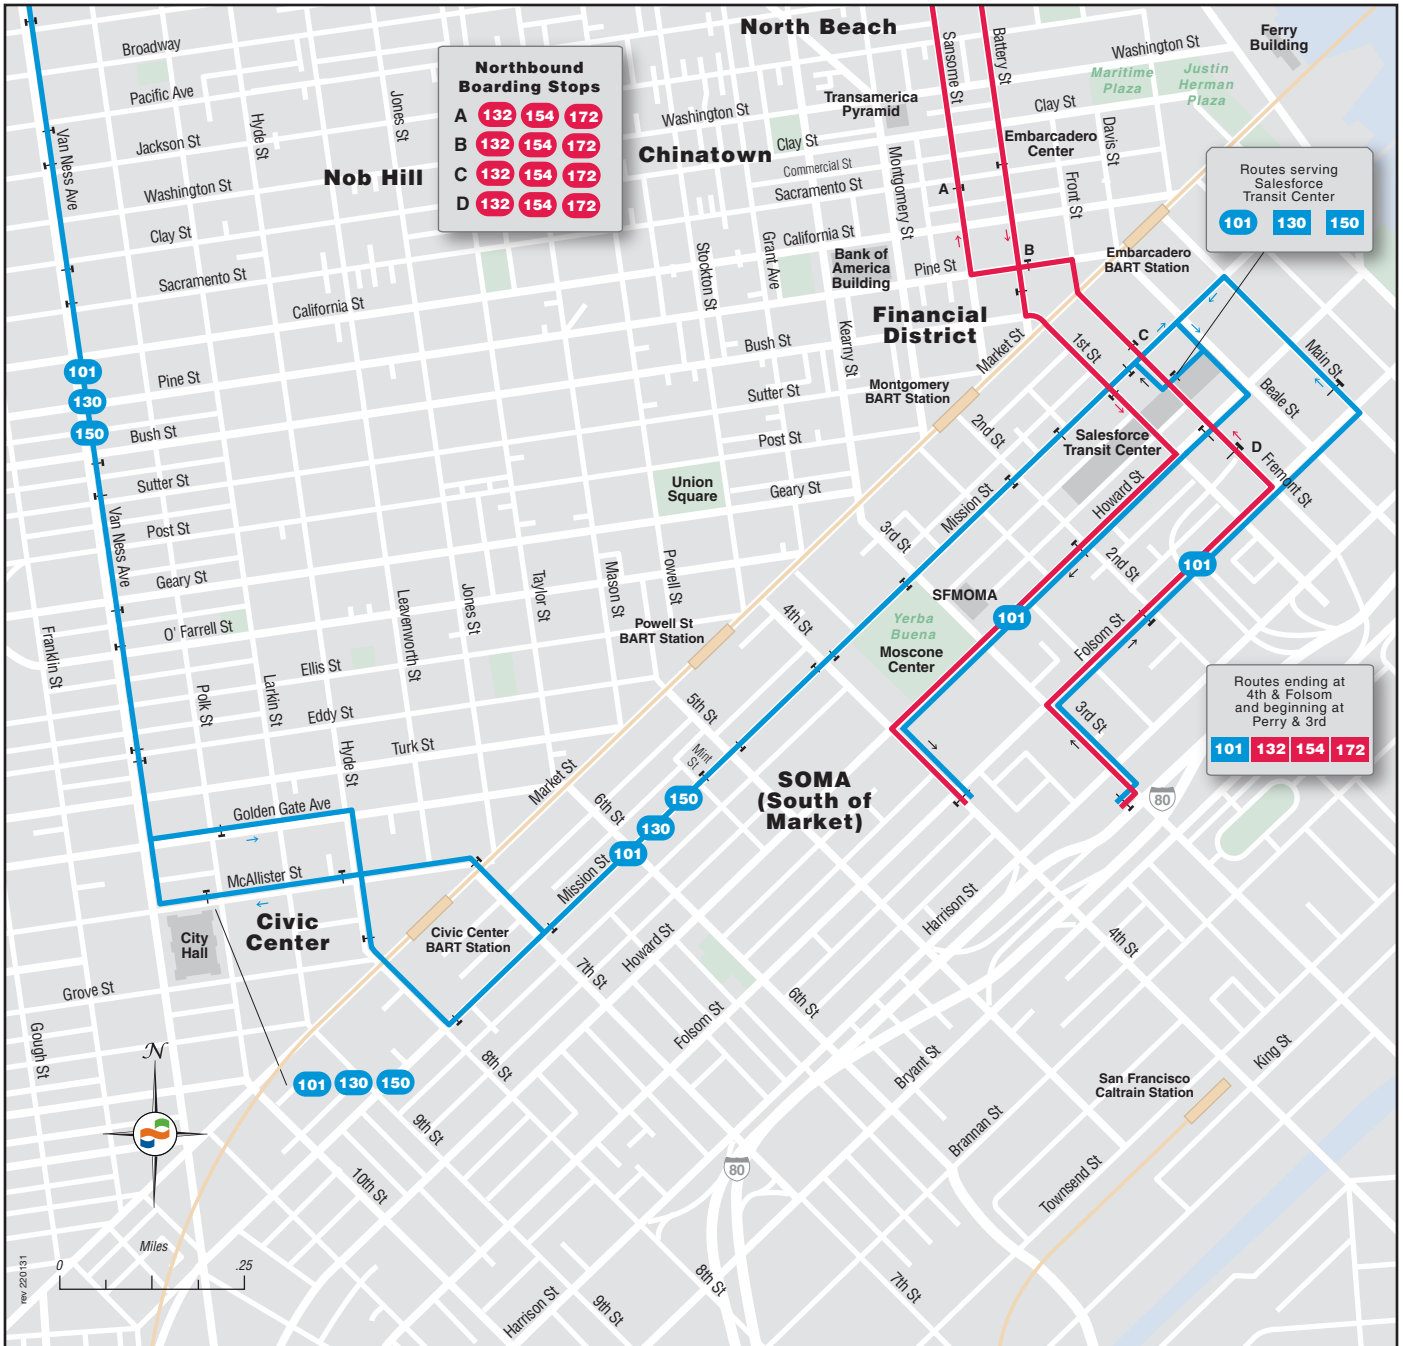 North Beach
Ferry
Building
Broadway
Washington St
Sansome St
Battery St
Northbound
Boarding Stops
A 132 154 172
B 132 154 172
C 132 154 172
D 132 154 172
Maritime
Plaza
Justin
Herman
Plaza
Pacific Ave
Jones St
Transamerica
Pyramid
Clay St
Washington St
Hyde St
Van Ness Ave
Jackson St
Embarcadero
Center
Davis St
Clay St
Chinatown
Commercial St
Montgomery St
Nob Hill
Washington St
Sacramento St
A
Front St
Routes serving
Salesforce
Transit Center
101 130 150
Clay St
California St
Grant Ave
Stockton St
Bank of
America
Building
Pine St
B
Embarcadero
BART Station
Sacramento St
California St
Financial
District
Kearny St
Bush St
Market St
1st St
C
Main St
101
130
150
Pine St
Sutter St
Montgomery
BART Station
Beale St
Bush St
Post St
2nd St
Salesforce
Transit Center
D
Fremont St
Sutter St
Union
Square
Geary St
Mission St
Howard St
Post St
Van Ness Ave
3rd St
2nd St
101
Geary St
Powell St
Mason St
Taylor St
Jones St
Leavenworth St
SFMOMA
101
O' Farrell St
Franklin St
Powell St
BART Station
4th St
Yerba
Buena
Moscone
Center
Folsom St
Ellis St
Polk St
Larkin St
Eddy St
5th St
3rd St
Routes ending at
4th & Folsom
and beginning at
Perry & 3rd
101 132 154 172
Hyde St
Turk St
Mint
St
Market St
SOMA
(South of
Market)
150
130
101
80
Golden Gate Ave
6th St
McAllister St
Mission St
Civic
Center
City
Hall
Civic Center
BART Station
Harrison St
Howard St
4th St
7th St
Grove St
Folsom St
6th St
Gough St
N
8th St
Bryant St
King St
101 130 150
San Francisco
Caltrain Station
9th St
Brannan St
10th St
80
Townsend St
Miles
0 .25
rev 220131
8th St
7th St
Harrison St
9th St